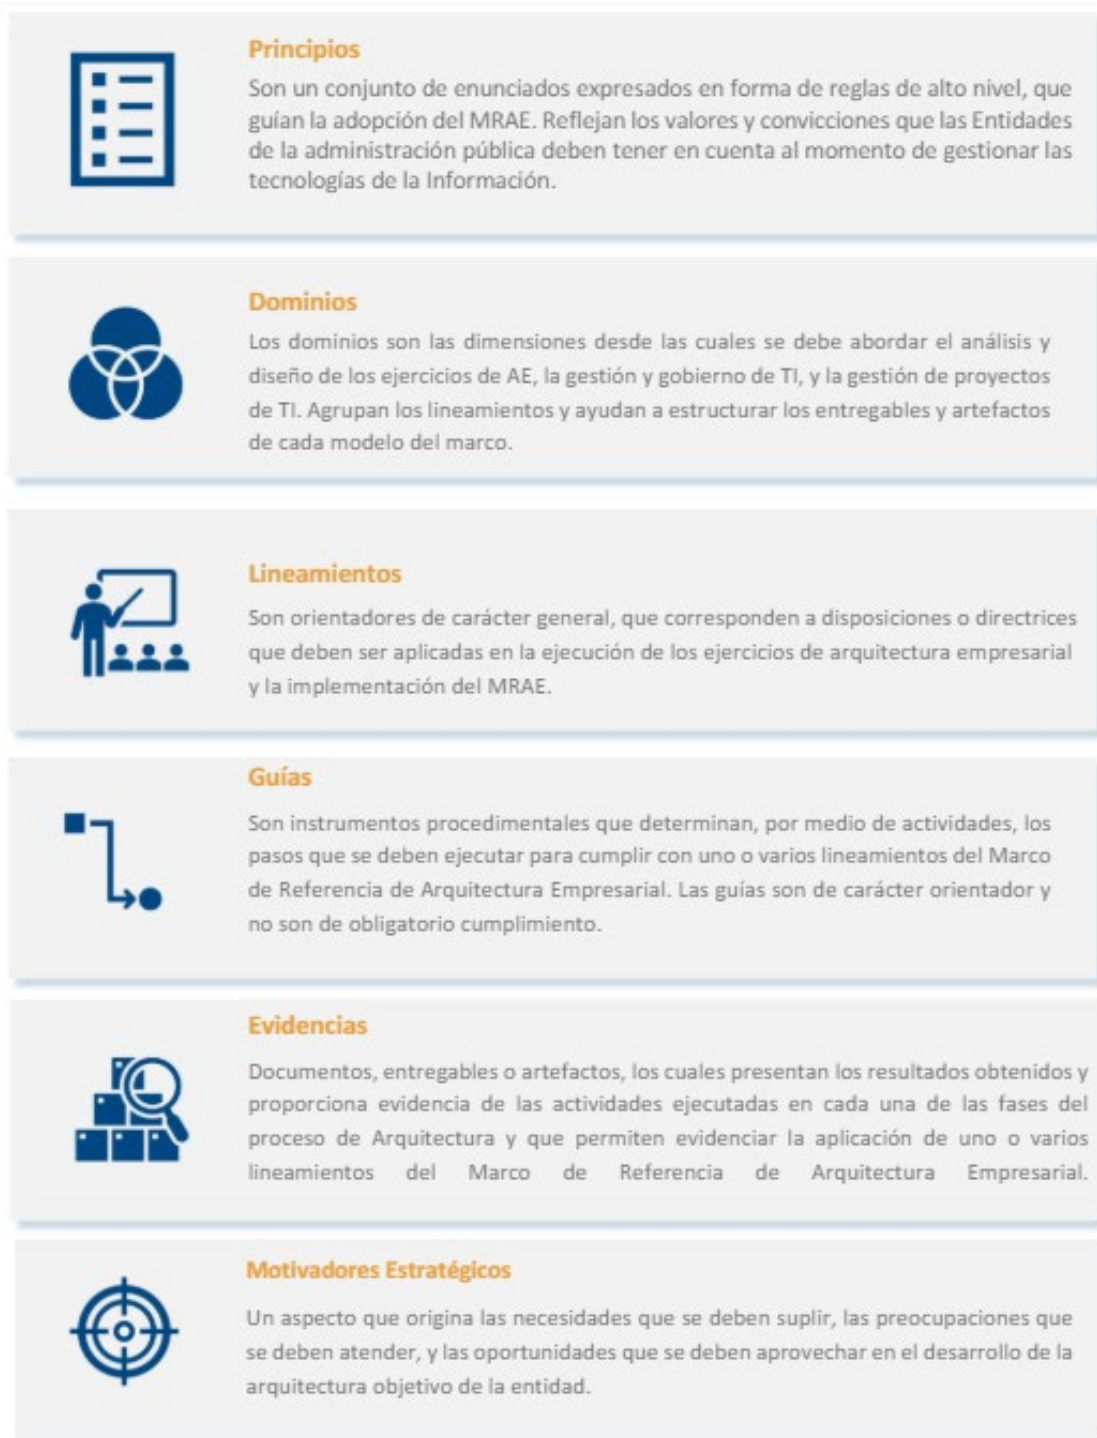 Principios
Son un conjunto de enunciados expresados en forma de reglas de alto nivel, que
guían la adopción del MRAE. Reflejan los valores y convicciones que las Entidades
de la administración pública deben tener en cuenta al momento de gestionar las
tecnologías de la Información.
Dominios
Los dominios son las dimensiones desde las cuales se debe abordar el análisis y
diseño de los ejercicios de AE, la gestión y gobierno de TI, y la gestión de proyectos
de TI. Agrupan los lineamientos y ayudan a estructurar los entregables y artefactos
de cada modelo del marco.
Lineamientos
Son orientadores de carácter general, que corresponden a disposiciones o directrices
que deben ser aplicadas en la ejecución de los ejercicios de arquitectura empresarial
y la implementación del MRAE.
Guías
Son instrumentos procedimentales que determinan, por medio de actividades, los
pasos que se deben ejecutar para cumplir con uno o varios lineamientos del Marco
de Referencia de Arquitectura Empresarial. Las guías son de carácter orientador y
no son de obligatorio cumplimiento.
Evidencias
Documentos, entregables o artefactos, los cuales presentan los resultados obtenidos y
proporciona evidencia de las actividades ejecutadas en cada una de las fases del
proceso de Arquitectura y que permiten evidenciar la aplicación de uno o varios
lineamientos del Marco de Referencia de Arquitectura Empresarial.
Motivadores Estratégicos
Un aspecto que origina las necesidades que se deben suplir, las preocupaciones que
se deben atender, y las oportunidades que se deben aprovechar en el desarrollo de la
arquitectura objetivo de la entidad.